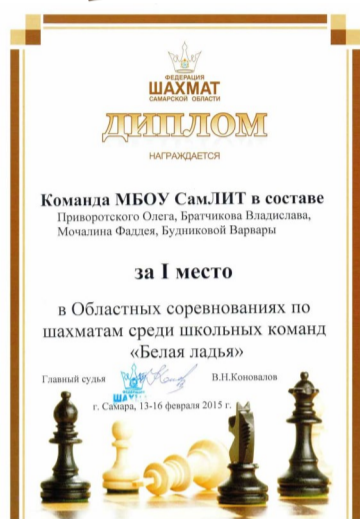 ФЕДЕРАЦИЯ
ШАХМАТ
САМАРСКОЙ ОБЛАСТИ
ДИПЛОМ
НАГРАЖДАЕТСЯ
Команда МБОУ СамЛИТ в составе
Приворотского Олега, Братчикова Владислава,
Мочалина Фаддея, Будниковой Варвары
за I место
в Областных соревнованиях по
шахматам среди школьных команд
«Белая ладья»
Главный судья В.Н.Коновалов
г. Самара, 13-16 февраля 2015 г.